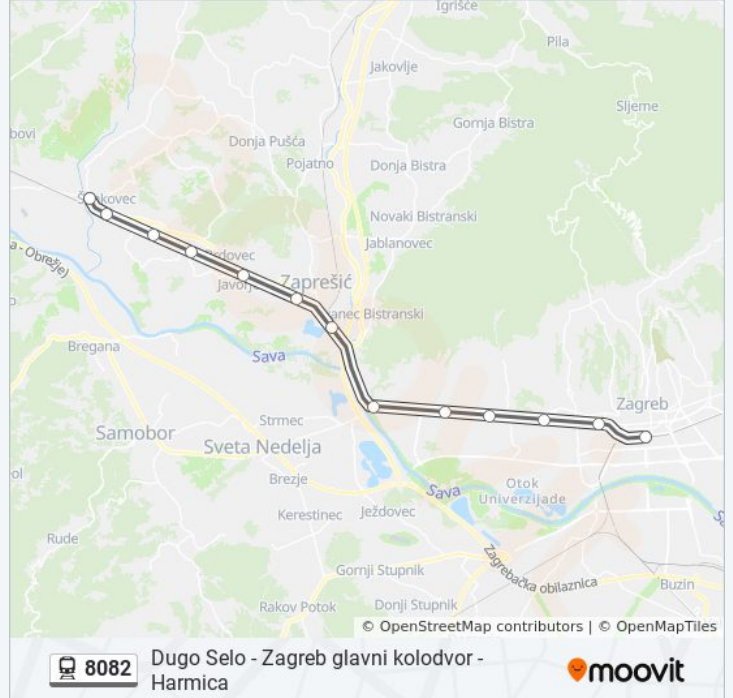 Igrišće
Pila
Jakovlje
Sljeme
Gornja Bistra
bovi
Donja Pušća
Pojatno
Donja Bistra
Novaki Bistranski
Jablanovec
a - Obrežje)
Zaprešić
Bregana
Sava
Zagreb
Strmec
Samobor
Sveta Nedelja
Brezje
Otok
Univerzijade
Sava
Kerestinec
Ježdovec
Rude
Gornji Stupnik
Zagrebačka obilaznica
Buzin
Rakov Potok
Donji Stupnik
© OpenStreetMap contributors | © OpenMapTiles
8082
Dugo Selo - Zagreb glavni kolodvor -
Harmica
moovit